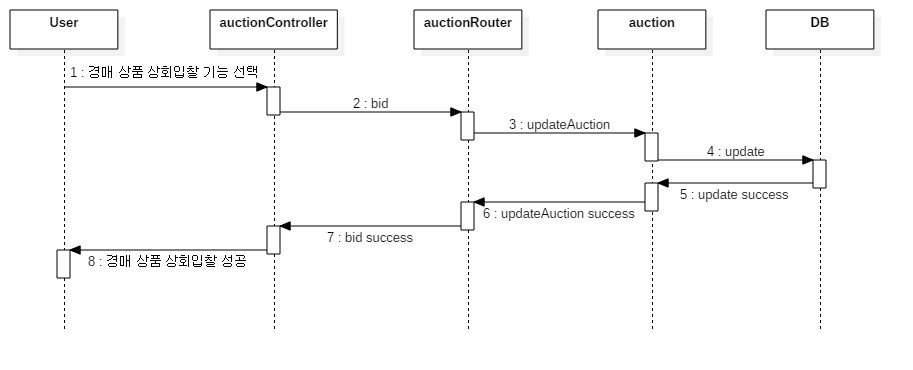 User
auctionController
auctionRouter
auction
DB
1 : 경매 상품 상회입찰 기능 선택
2 : bid
3 : updateAuction
4 : update
5 : update success
6 : updateAuction success
7 : bid success
8 : 경매 상품 상회입찰 성공